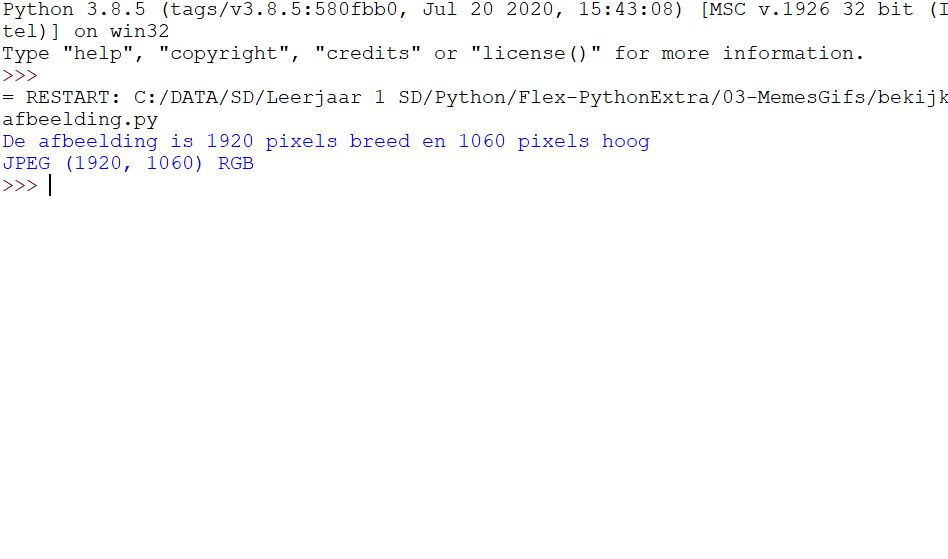 Python 3.8.5 (tags/v3.8.5:580fbb0, Jul 20 2020, 15:43:08) [MSC v.1926 32 bit (I
tel)] on win32
Type "help", "copyright", "credits" or "license()" for more information.
>>>
= RESTART: C:/DATA/SD/Leerjaar 1 SD/Python/Flex-PythonExtra/03-MemesGifs/bekijk
afbeelding.py
De afbeelding is 1920 pixels breed en 1060 pixels hoog
JPEG (1920, 1060) RGB
>>>